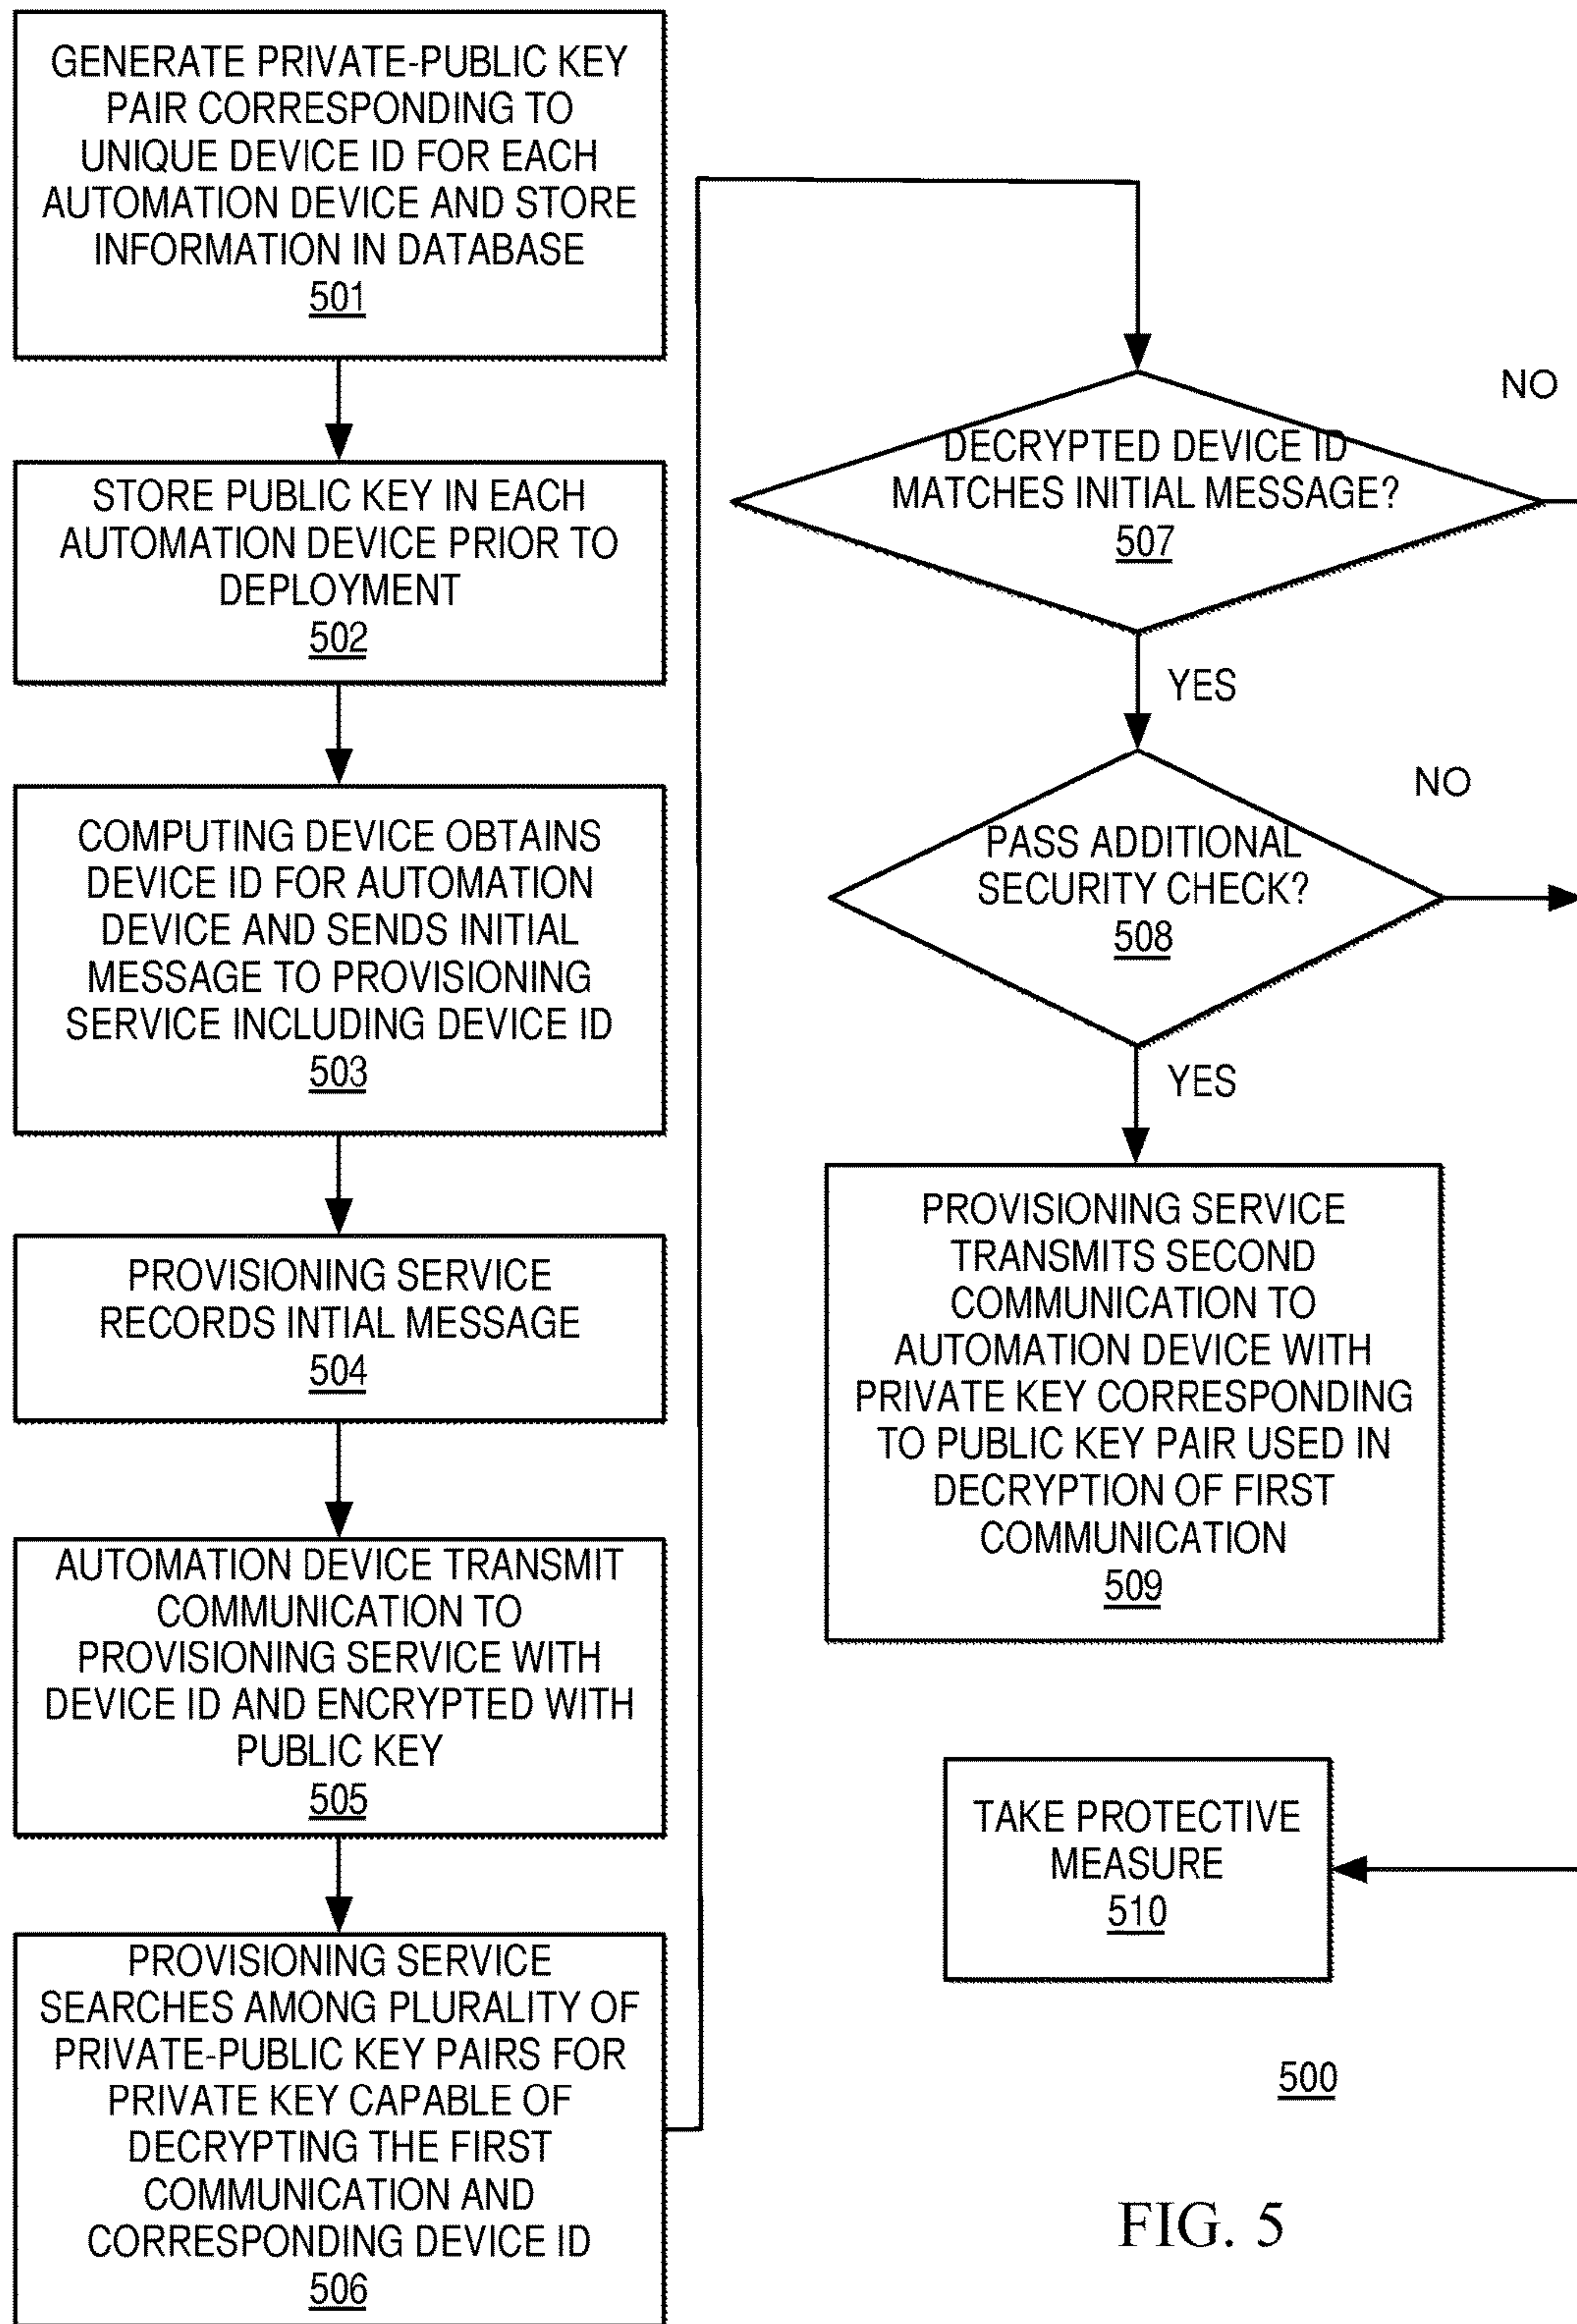 GENERATE PRIVATE-PUBLIC KEY
PAIR CORRESPONDING TO
UNIQUE DEVICE ID FOR EACH
AUTOMATION DEVICE AND STORE
INFORMATION IN DATABASE
501
STORE PUBLIC KEY IN EACH
AUTOMATION DEVICE PRIOR TO
DEPLOYMENT
502
COMPUTING DEVICE OBTAINS
DEVICE ID FOR AUTOMATION
DEVICE AND SENDS INITIAL
MESSAGE TO PROVISIONING
SERVICE INCLUDING DEVICE ID
503
PROVISIONING SERVICE
RECORDS INTIAL MESSAGE
504
AUTOMATION DEVICE TRANSMIT
COMMUNICATION TO
PROVISIONING SERVICE WITH
DEVICE ID AND ENCRYPTED WITH
PUBLIC KEY
505
PROVISIONING SERVICE
SEARCHES AMONG PLURALITY OF
PRIVATE-PUBLIC KEY PAIRS FOR
PRIVATE KEY CAPABLE OF
DECRYPTING THE FIRST
COMMUNICATION AND
CORRESPONDING DEVICE ID
506
DECRYPTED DEVICE ID
MATCHES INITIAL MESSAGE?
507
NO
YES
PASS ADDITIONAL
SECURITY CHECK?
508
NO
YES
PROVISIONING SERVICE
TRANSMITS SECOND
COMMUNICATION TO
AUTOMATION DEVICE WITH
PRIVATE KEY CORRESPONDING
TO PUBLIC KEY PAIR USED IN
DECRYPTION OF FIRST
COMMUNICATION
509
TAKE PROTECTIVE
MEASURE
510
500
FIG. 5